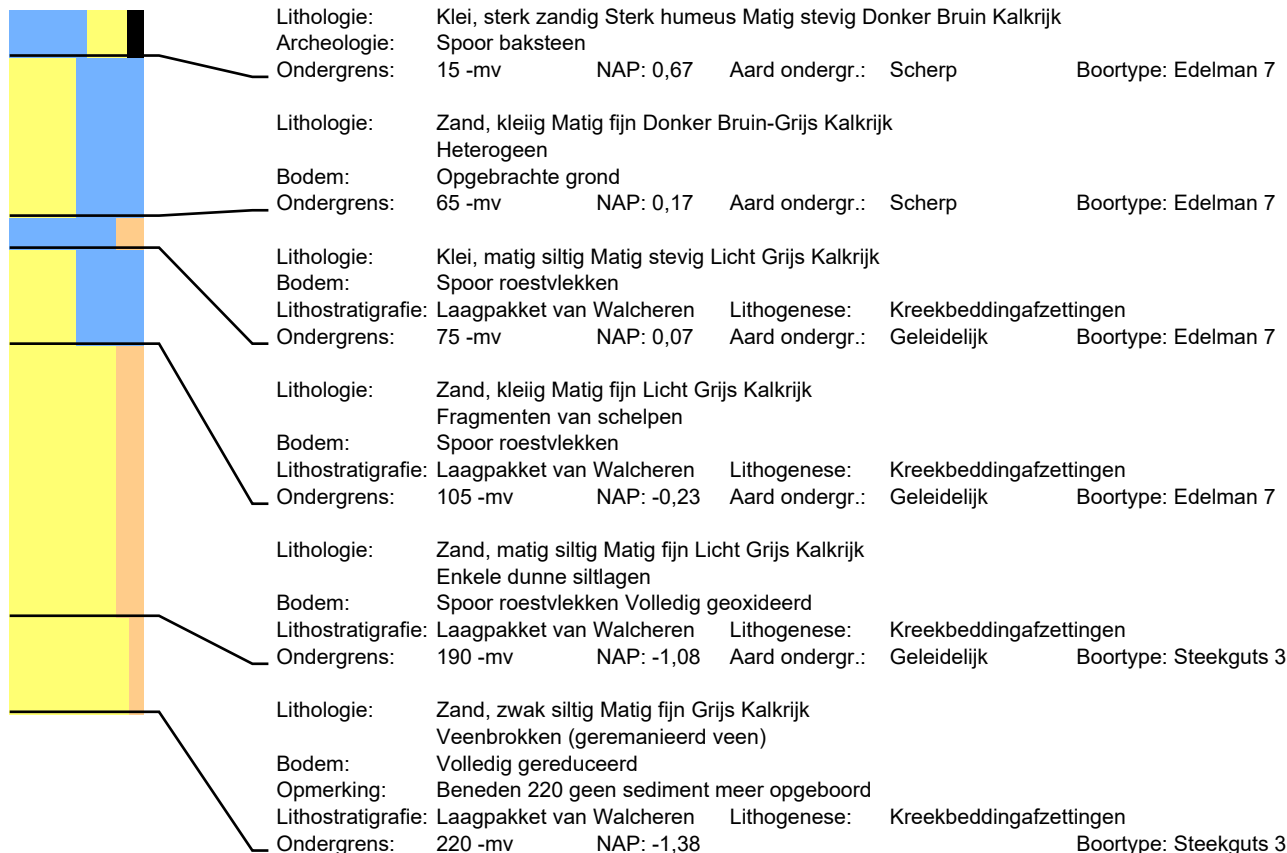 Lithologie: Klei, sterk zandig Sterk humeus Matig stevig Donker Bruin Kalkrijk
Archeologie: Spoor baksteen
Ondergrens: 15 -mv NAP: 0,67 Aard ondergr.: Scherp Boortype: Edelman 7
Lithologie: Zand, kleiig Matig fijn Donker Bruin-Grijs Kalkrijk
Heterogeen
Bodem: Opgebrachte grond
Ondergrens: 65 -mv NAP: 0,17 Aard ondergr.: Scherp Boortype: Edelman 7
Lithologie: Klei, matig siltig Matig stevig Licht Grijs Kalkrijk
Bodem: Spoor roestvlekken
Lithostratigrafie: Laagpakket van Walcheren Lithogenese: Kreekbeddingafzettingen
Ondergrens: 75 -mv NAP: 0,07 Aard ondergr.: Geleidelijk Boortype: Edelman 7
Lithologie: Zand, kleiig Matig fijn Licht Grijs Kalkrijk
Fragmenten van schelpen
Bodem: Spoor roestvlekken
Lithostratigrafie: Laagpakket van Walcheren Lithogenese: Kreekbeddingafzettingen
Ondergrens: 105 -mv NAP: -0,23 Aard ondergr.: Geleidelijk Boortype: Edelman 7
Lithologie: Zand, matig siltig Matig fijn Licht Grijs Kalkrijk
Enkele dunne siltlagen
Bodem: Spoor roestvlekken Volledig geoxideerd
Lithostratigrafie: Laagpakket van Walcheren Lithogenese: Kreekbeddingafzettingen
Ondergrens: 190 -mv NAP: -1,08 Aard ondergr.: Geleidelijk Boortype: Steekguts 3
Lithologie: Zand, zwak siltig Matig fijn Grijs Kalkrijk
Veenbrokken (geremanieerd veen)
Bodem: Volledig gereduceerd
Opmerking: Beneden 220 geen sediment meer opgeboord
Lithostratigrafie: Laagpakket van Walcheren Lithogenese: Kreekbeddingafzettingen
Ondergrens: 220 -mv NAP: -1,38 Boortype: Steekguts 3